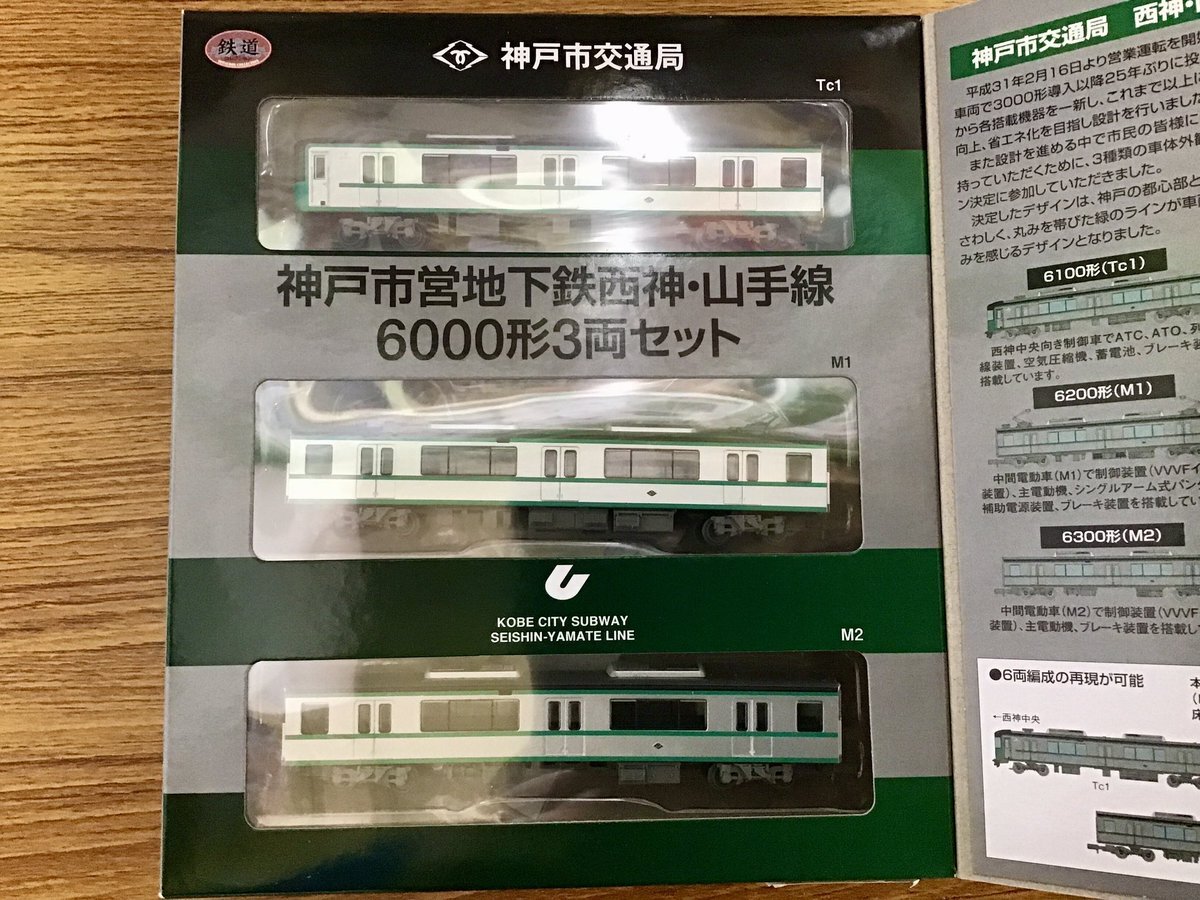 鉄道
神戸市交通局
Tc1
神戸市営地下鉄西神・山手線
6000形3両セット
M1
KOBE CITY SUBWAY
SEISHIN-YAMATE LINE
M2
神戸市交通局 西神・
平成31年2月16日より営業運転を開始
車両で3000形導入以降25年ぶりに投
から各搭載機器を一新し、これまで以上に
向上、省エネ化を目指し設計を行いました
また設計を進める中で市民の皆様に
持っていただくために、3種類の車体外観
ン決定に参加していただきました。
決定したデザインは、神戸の都心部と
さわしく、丸みを帯びた緑のラインが車両
みを感じるデザインとなりました。
6100形(Tc1)
西神中央向き制御車でATC、ATO、列
線装置、空気圧縮機、蓄電池、ブレーキ装
搭載しています。
6200形(M1)
中間電動車(M1)で制御装置(VVVFイ
装置)、主電動機、シングルアーム式パンタ
補助電源装置、ブレーキ装置を搭載してい
6300形(M2)
中間電動車(M2)で制御装置(VVVF
装置)、主電動機、ブレーキ装置を搭載して
●6両編成の再現が可能
本
床
←西神中央
Tc1